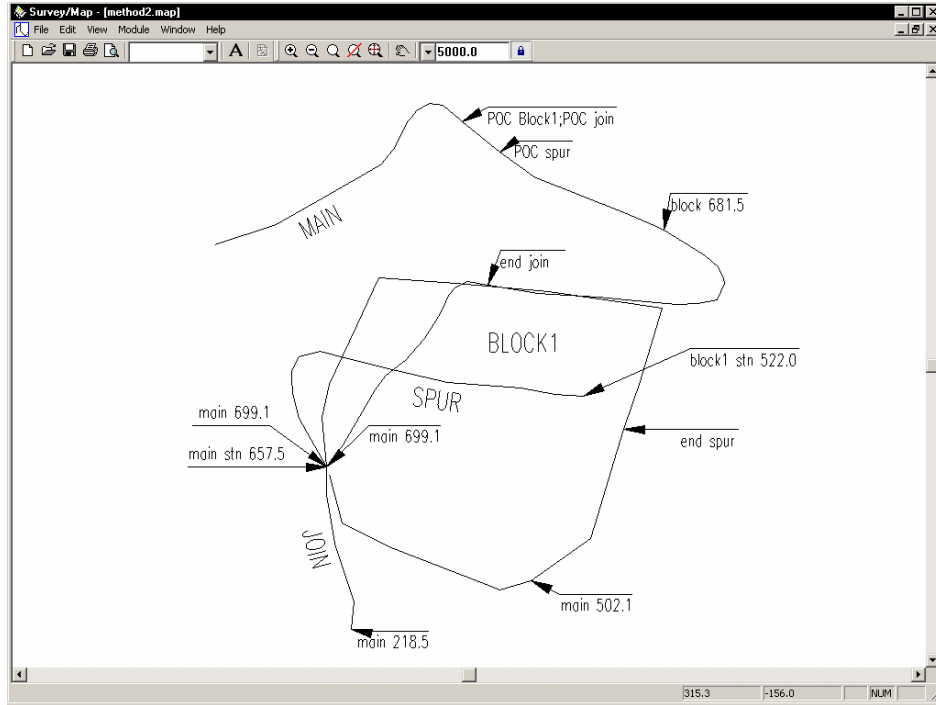 Survey/Map - [method2.map]
File Edit View Module Window Help
A 5000.0
POC Block1;POC join
POC spur
block 681.5
MAIN
end join
BLOCK1
block1 stn 522.0
SPUR
main 699.1
main 699.1
end spur
main stn 657.5
JOIN
main 502.1
main 218.5
315.3 -156.0 NUM